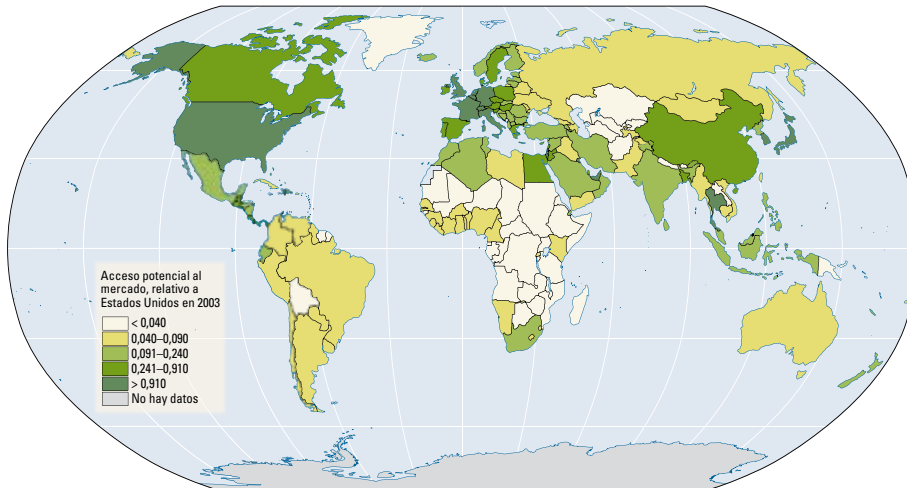 Acceso potencial al
mercado, relativo a
Estados Unidos en 2003
< 0,040
0,040–0,090
0,091–0,240
0,241–0,910
> 0,910
No hay datos